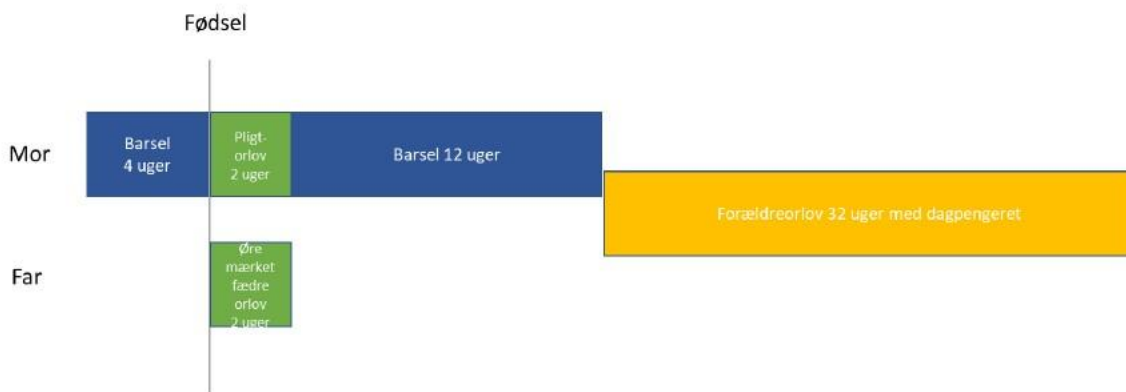 Fødsel
Mor
Barsel
4 uger
Pligt-
orlov
2 uger
Barsel 12 uger
Forældreorlov 32 uger med dagpengeret
Far
Øre
mærket
fædre
orlov
2 uger